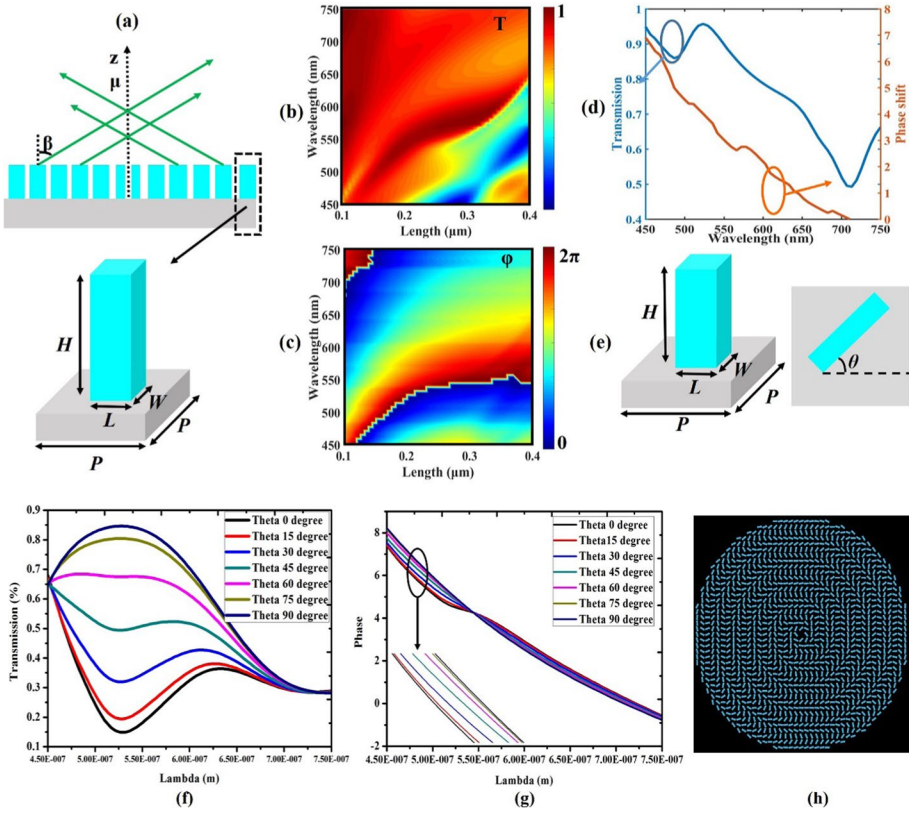 (a)
z
μ
β
H
L
W
P
P
(b)
T
Wavelength (nm)
750
700
650
600
550
500
450
0.1
0.2
0.3
0.4
Length (μm)
1
0
(c)
φ
Wavelength (nm)
750
700
650
600
550
500
450
0.1
0.2
0.3
0.4
Length (μm)
2π
0
(d)
Transmission
1
0.9
0.8
0.7
0.6
0.5
0.4
450
500
550
600
650
700
750
Wavelength (nm)
Phase shift
8
7
6
5
4
3
2
1
0
(e)
H
L
W
P
P
θ
Transmission (%)
0.9
0.8
0.7
0.6
0.5
0.4
0.3
0.2
0.1
Theta 0 degree
Theta 15 degree
Theta 30 degree
Theta 45 degree
Theta 60 degree
Theta 75 degree
Theta 90 degree
4.50E-007 5.00E-007 5.50E-007 6.00E-007 6.50E-007 7.00E-007 7.50E-007
Lambda (m)
(f)
Phase
8
6
4
2
0
-2
Theta 0 degree
Theta15 degree
Theta 30 degree
Theta 45 degree
Theta 60 degree
Theta 75 degree
Theta 90 degree
4.50E-007 5.00E-007 5.50E-007 6.00E-007 6.50E-007 7.00E-007 7.50E-007
Lambda (m)
(g)
(h)